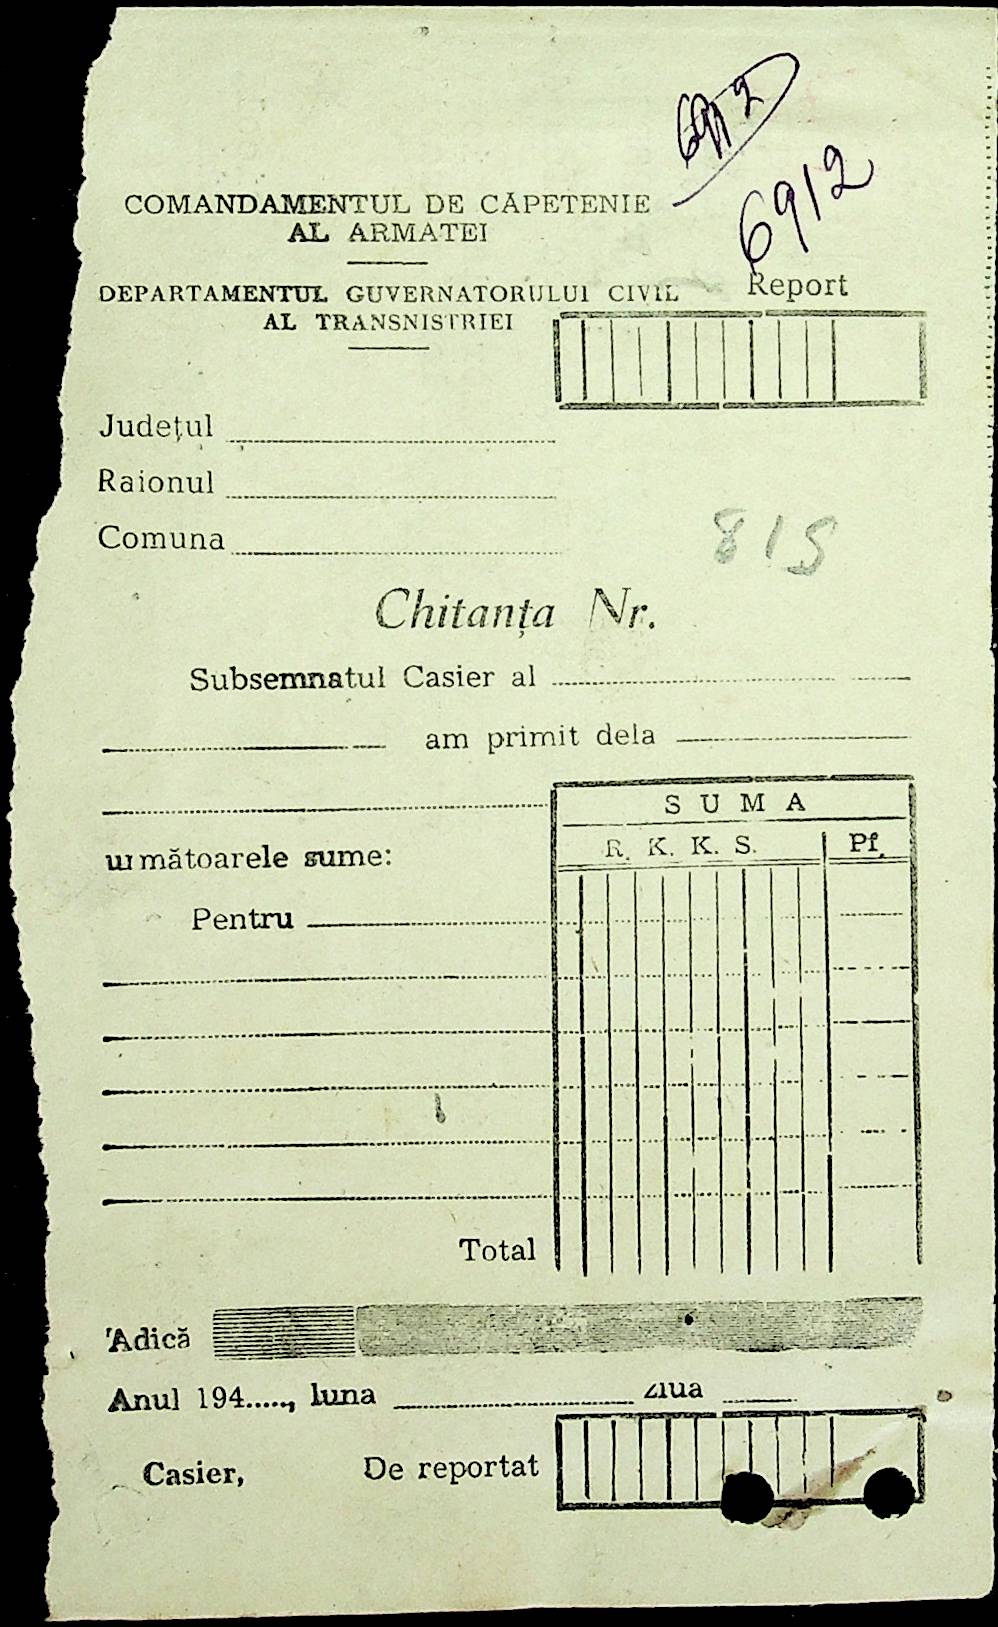 6912
6912
COMANDAMENTUL DE CĂPETENIE
AL ARMATEI
DEPARTAMENTUL GUVERNATORULUI CIVIL
AL TRANSNISTRIEI
Report
Județul
Raionul
Comuna
815
Chitanța Nr.
Subsemnatul Casier al
am primit dela
SUMA
R. K. K. S. Pf.
următoarele sume:
Pentru
Total
Adică
Anul 194....., luna ziua
Casier, De reportat